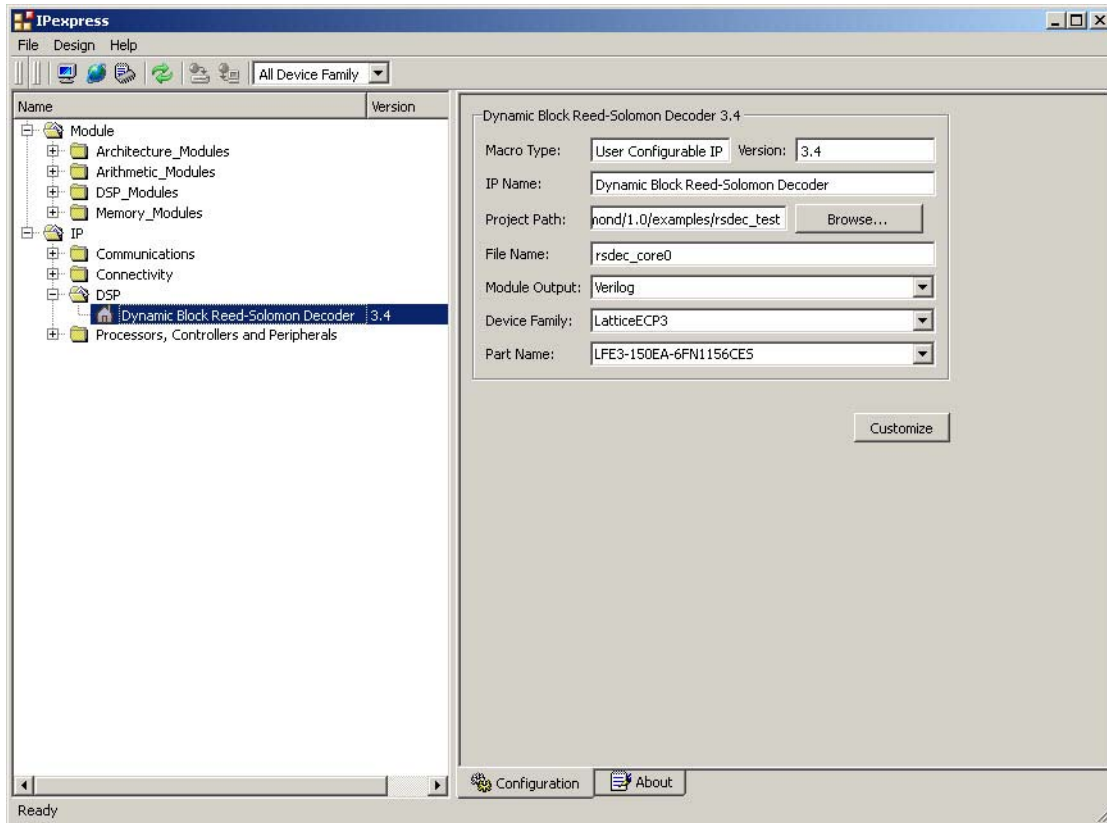 IPexpress
File Design Help
All Device Family
Name Version
Module
Architecture_Modules
Arithmetic_Modules
DSP_Modules
Memory_Modules
IP
Communications
Connectivity
DSP
Dynamic Block Reed-Solomon Decoder 3.4
Processors, Controllers and Peripherals
Dynamic Block Reed-Solomon Decoder 3.4
Macro Type: User Configurable IP Version: 3.4
IP Name: Dynamic Block Reed-Solomon Decoder
Project Path: nond/1.0/examples/rsdec_test Browse...
File Name: rsdec_core0
Module Output: Verilog
Device Family: LatticeECP3
Part Name: LFE3-150EA-6FN1156CES
Customize
Configuration About
Ready